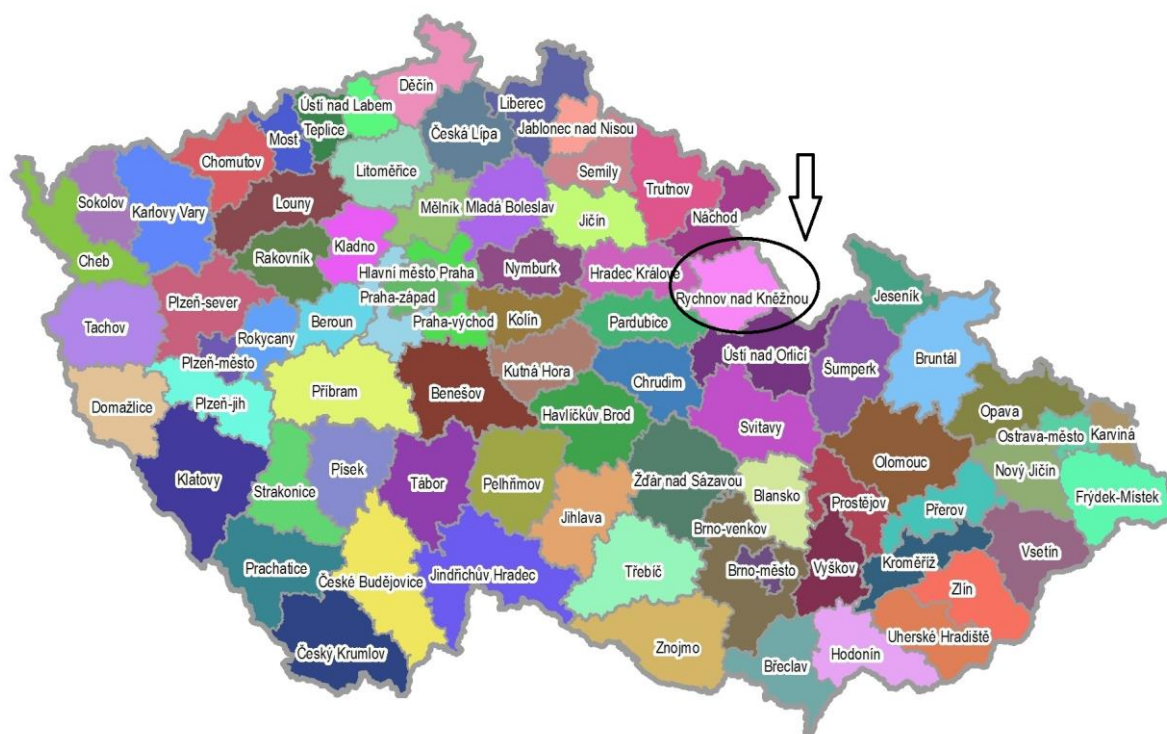 Děčín
Ústí nad Labem
Liberec
Teplice
Česká Lípa
Jablonec nad Nisou
Most
Chomutov
Litoměřice
Semily
Trutnov
Sokolov
Karlovy Vary
Louny
Mělník
Mladá Boleslav
Jičín
Náchod
Cheb
Rakovník
Kladno
Hlavní město Praha
Nymburk
Hradec Králové
Rychnov nad Kněžnou
Jeseník
Plzeň-sever
Praha-západ
Tachov
Rokycany
Beroun
Praha-východ
Kolín
Pardubice
Ústí nad Orlicí
Šumperk
Bruntál
Plzeň-město
Kutná Hora
Chrudim
Domažlice
Plzeň-jih
Příbram
Benešov
Havlíčkův Brod
Svitavy
Opava
Ostrava-město
Karviná
Klatovy
Strakonice
Písek
Tábor
Pelhřimov
Žďár nad Sázavou
Blansko
Olomouc
Nový Jičín
Prostějov
Přerov
Frýdek-Místek
Jihlava
Brno-venkov
Vsetín
Prachatice
České Budějovice
Jindřichův Hradec
Třebíč
Brno-město
Vyškov
Kroměříž
Zlín
Český Krumlov
Znojmo
Břeclav
Hodonín
Uherské Hradiště